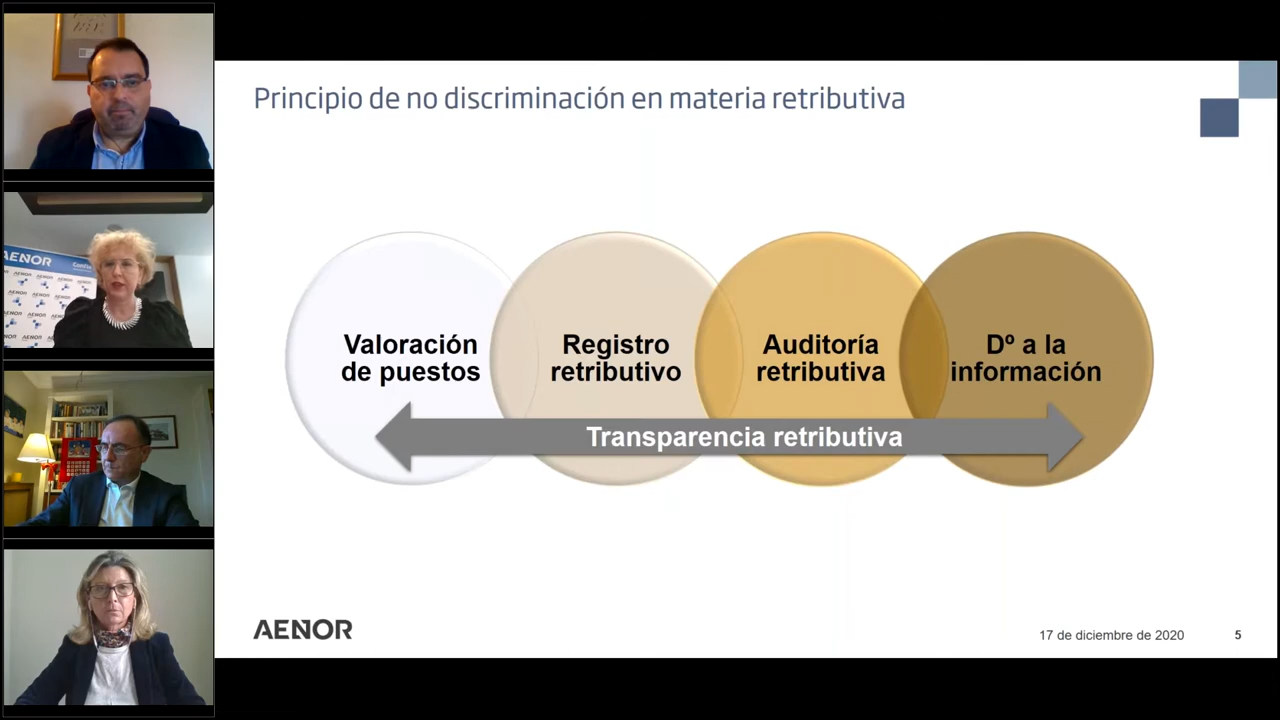 Principio de no discriminación en materia retributiva
Valoración
de puestos
Registro
retributivo
Auditoría
retributiva
Dº a la
información
Transparencia retributiva
AENOR
17 de diciembre de 2020
5
AENOR